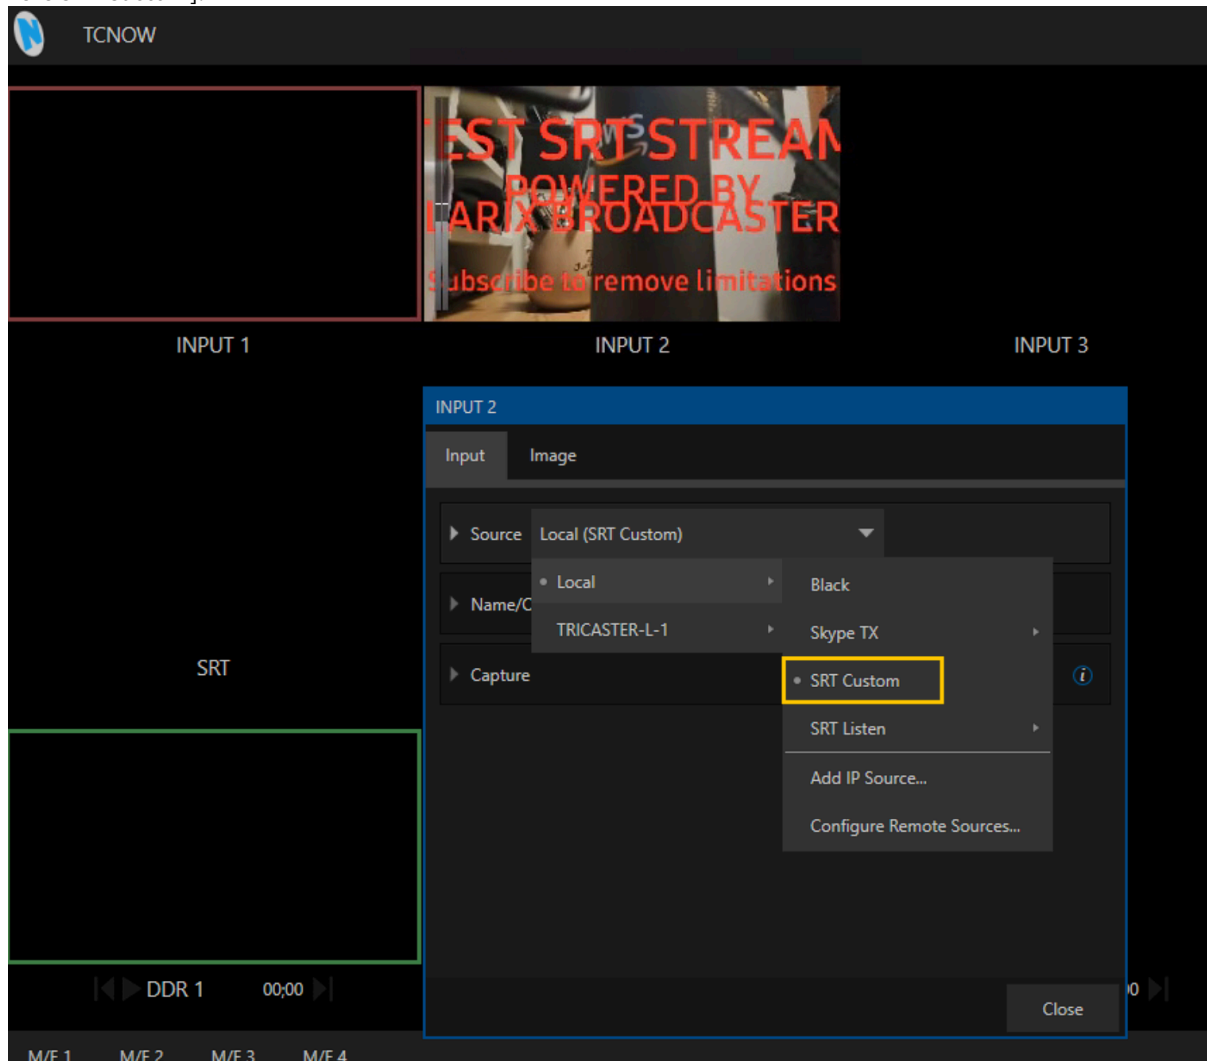 TCNOW
EST SRT STREAM
POWERED BY
LARIX BROADCASTER
Subscribe to remove limitations
INPUT 1
INPUT 2
INPUT 3
INPUT 2
Input Image
Source Local (SRT Custom)
Local
Black
Name/C
TRICASTER-L-1
Skype TX
SRT
Capture
SRT Custom
SRT Listen
Add IP Source...
Configure Remote Sources...
DDR 1 00;00
Close
M/E 1 M/E 2 M/E 3 M/E 4